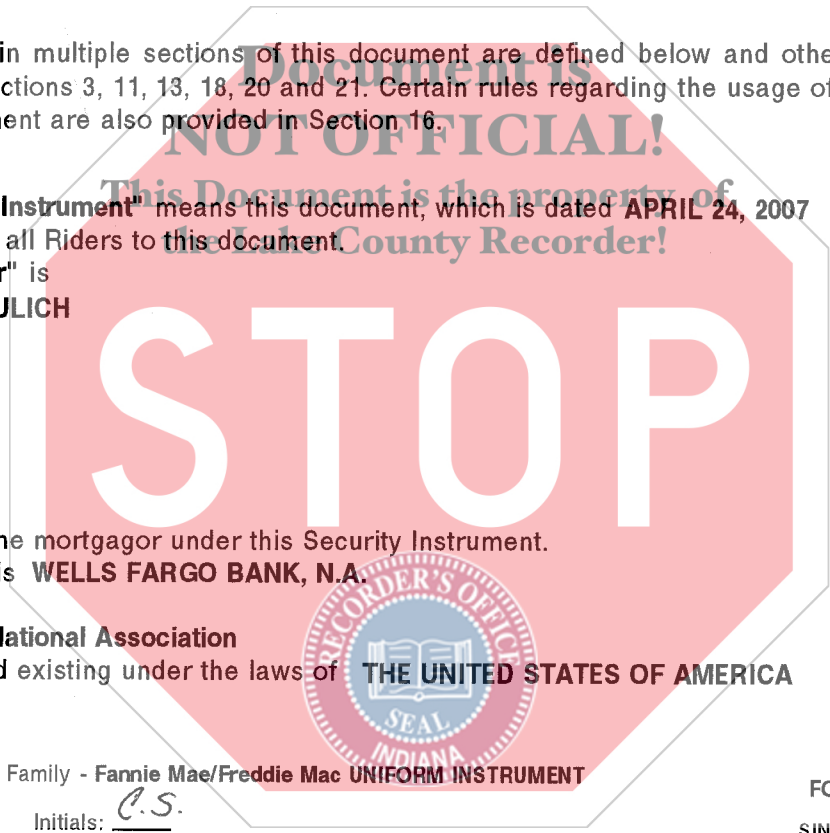 in multiple sections of this document are defined below and othe
ctions 3, 11, 13, 18, 20 and 21. Certain rules regarding the usage of
ent are also provided in Section 16.
Document is
NOT OFFICIAL!
This Document is the property of
the Lake County Recorder!
Instrument" means this document, which is dated APRIL 24, 2007
all Riders to this document.
r" is
ULICH
STOP
he mortgagor under this Security Instrument.
is WELLS FARGO BANK, N.A.
National Association
d existing under the laws of THE UNITED STATES OF AMERICA
RECORDER'S OFFICE
SEAL
INDIANA
Family - Fannie Mae/Freddie Mac UNIFORM INSTRUMENT
FO
Initials: C.S.
SIN